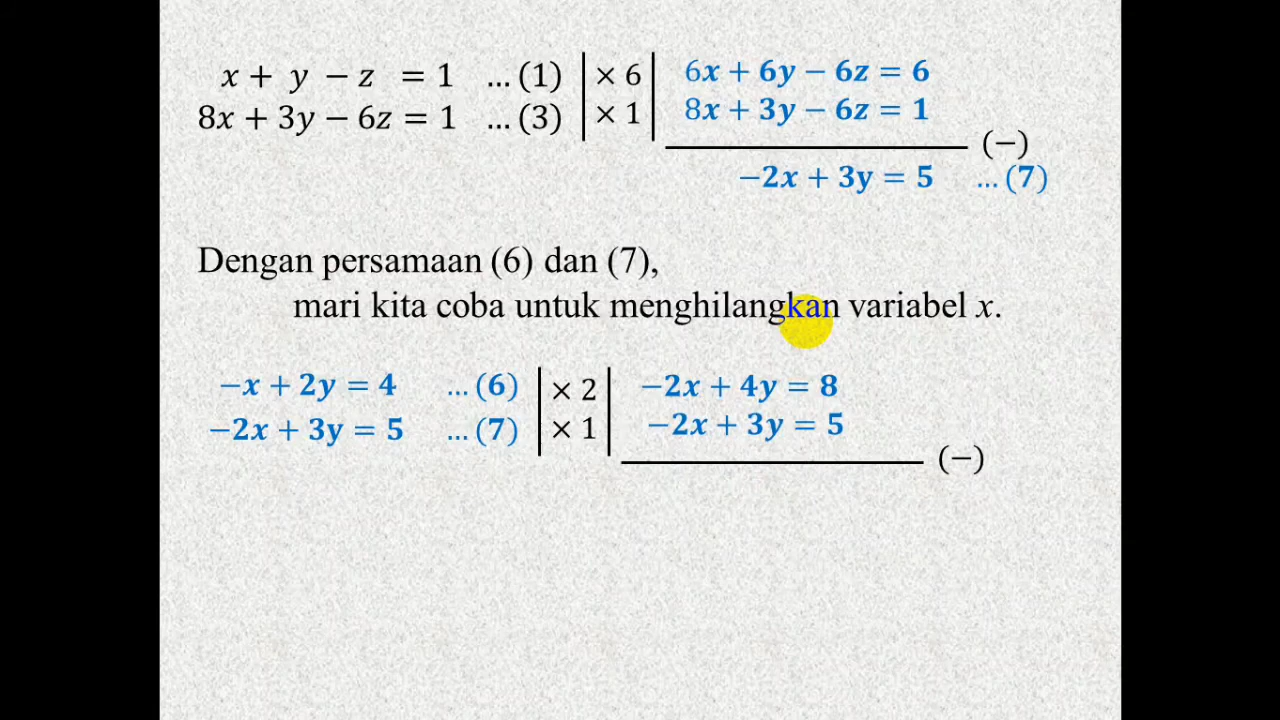 x + y − z = 1 ...(1) | × 6 | 6x + 6y − 6z = 6
8x + 3y − 6z = 1 ...(3) | × 1 | 8x + 3y − 6z = 1
(−)
−2x + 3y = 5 ...(7)
Dengan persamaan (6) dan (7),
mari kita coba untuk menghilangkan variabel x.
−x + 2y = 4 ...(6) | × 2 | −2x + 4y = 8
−2x + 3y = 5 ...(7) | × 1 | −2x + 3y = 5
(−)